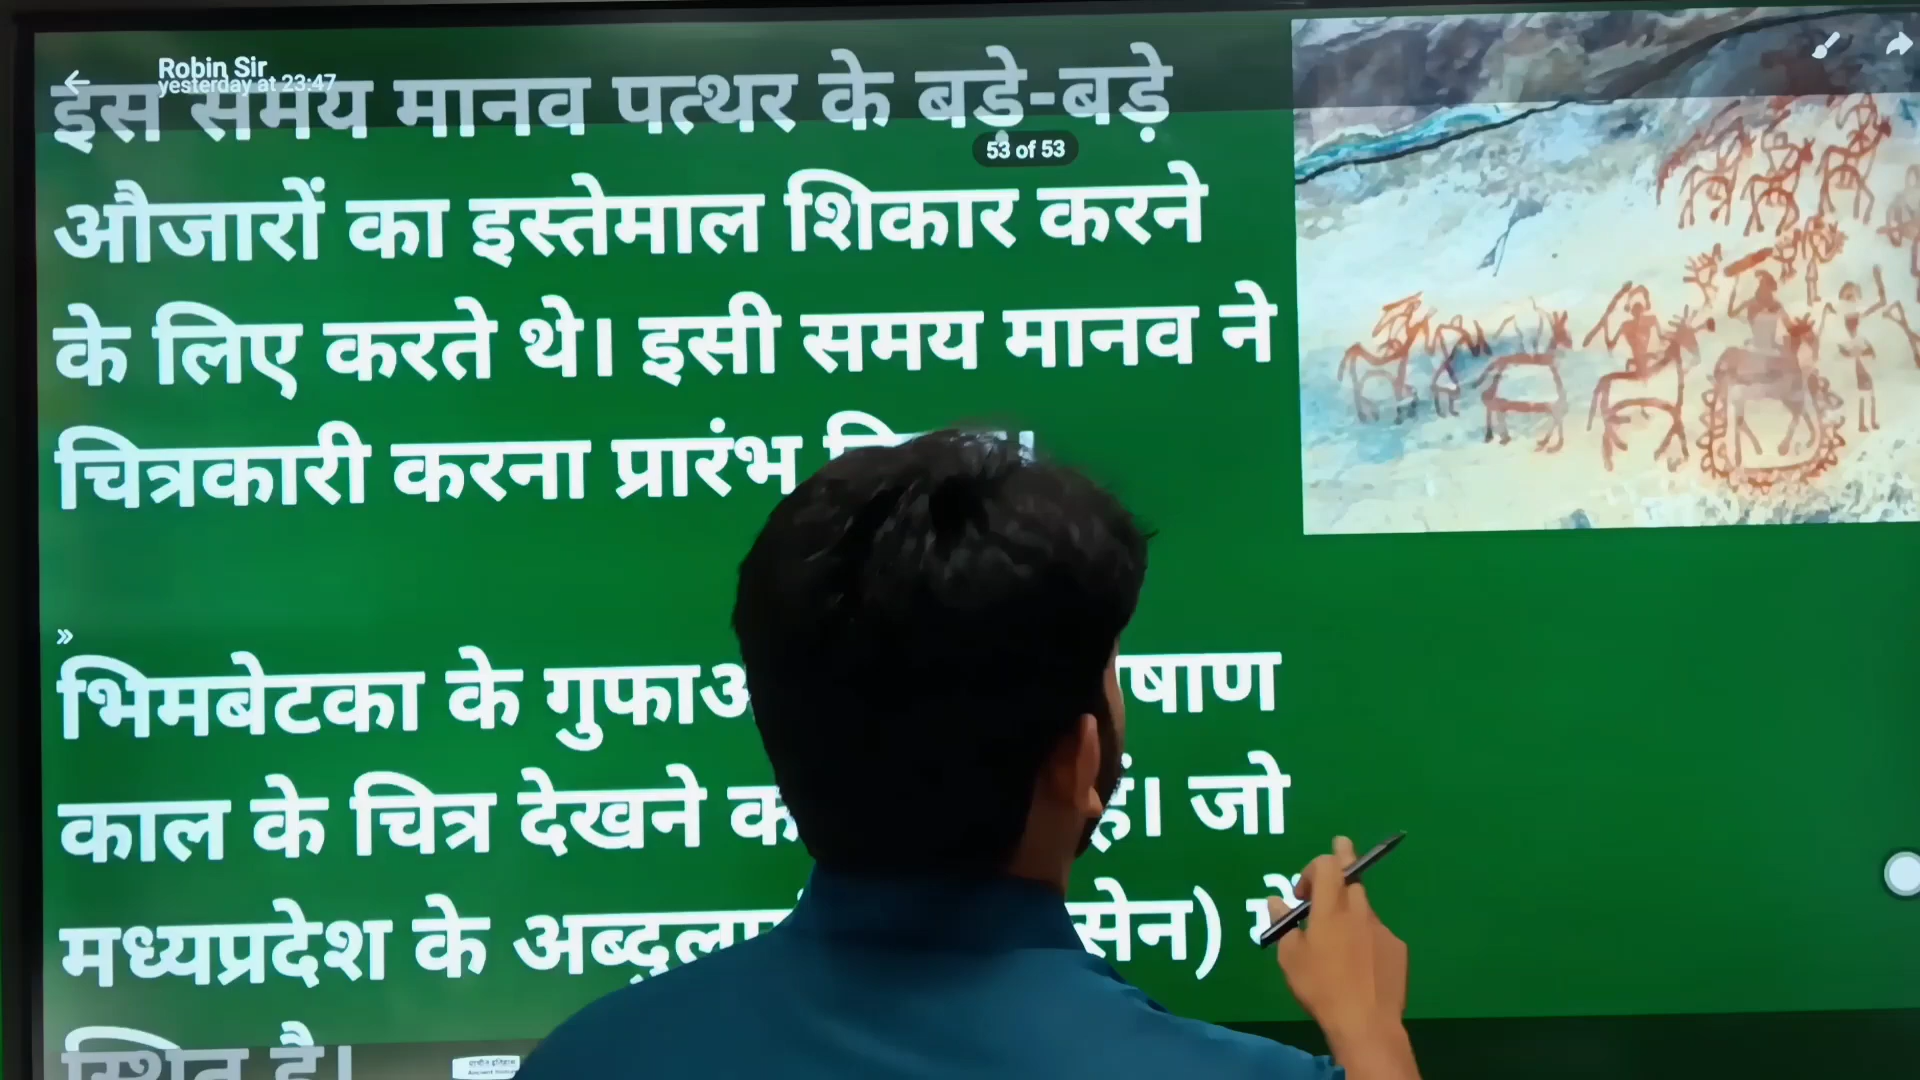 Robin Sir
yesterday at 23:47
इस समय मानव पत्थर के बड़े-बड़े
53 of 53
औजारों का इस्तेमाल शिकार करने
के लिए करते थे। इसी समय मानव ने
चित्रकारी करना प्रारंभ
»
भिमबेटका के
काल के चित्र देखने जो
मध्यप्रदेश के
स्थित है।